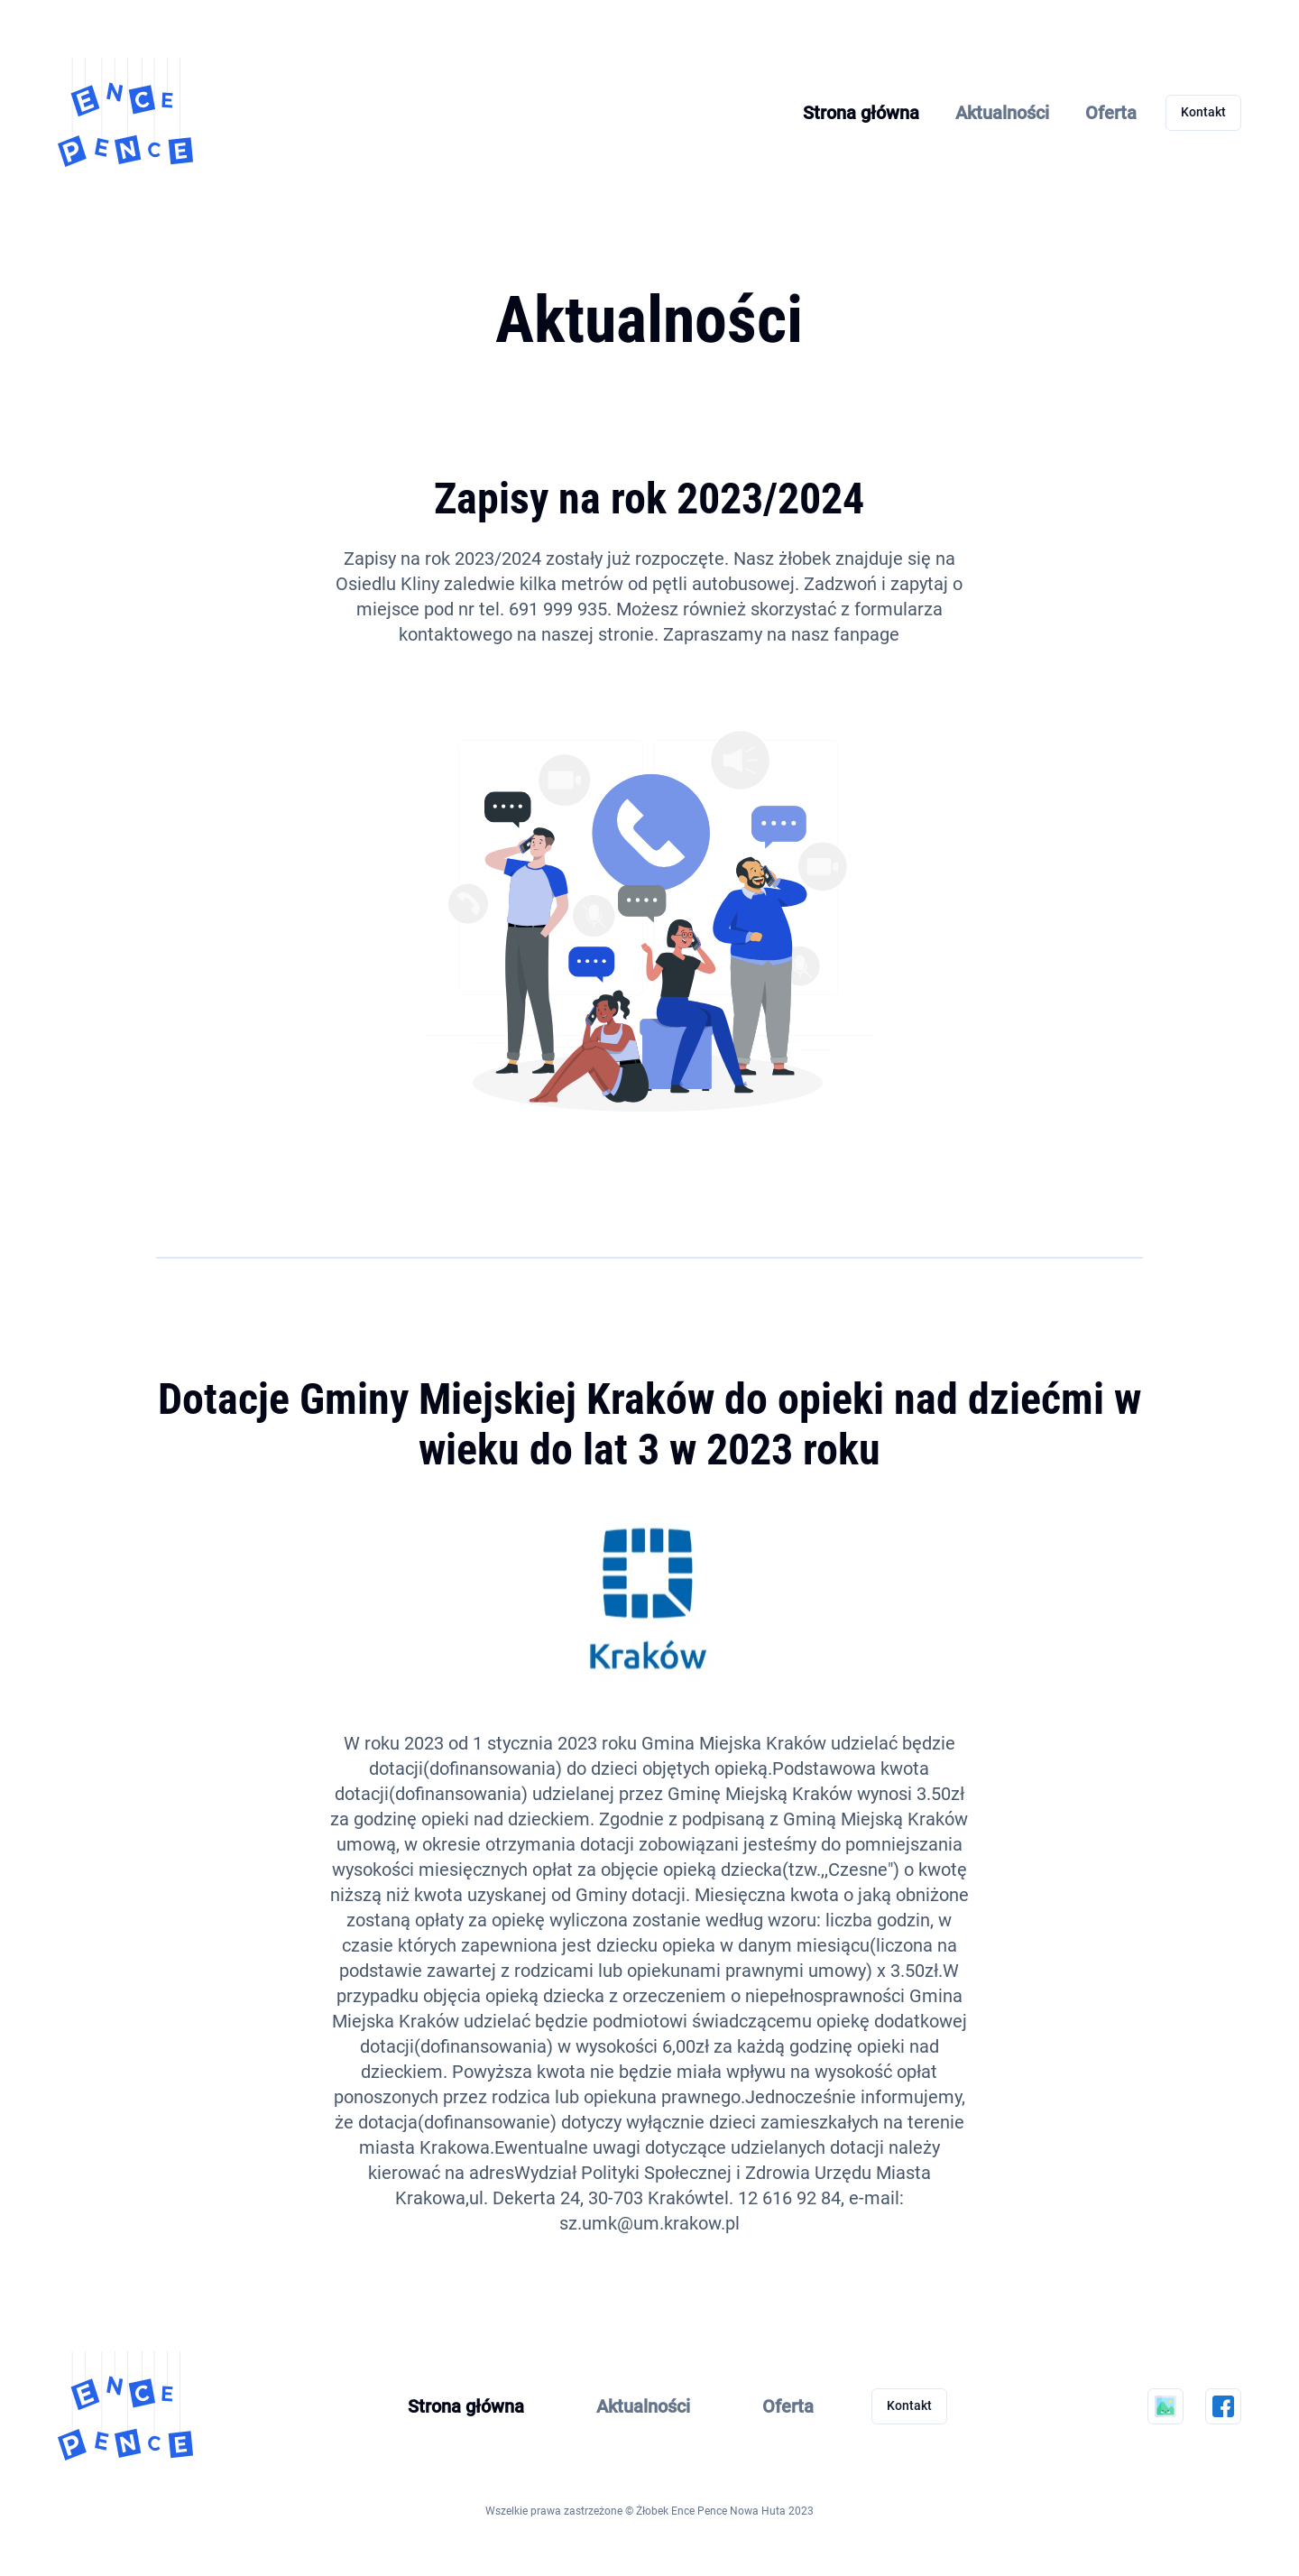 ENCE
PENCE
Strona główna
Aktualności
Oferta
Kontakt
Aktualności
Zapisy na rok 2023/2024
Zapisy na rok 2023/2024 zostały już rozpoczęte. Nasz żłobek znajduje się na
Osiedlu Kliny zaledwie kilka metrów od pętli autobusowej. Zadzwoń i zapytaj o
miejsce pod nr tel. 691 999 935. Możesz również skorzystać z formularza
kontaktowego na naszej stronie. Zapraszamy na nasz fanpage
Dotacje Gminy Miejskiej Kraków do opieki nad dziećmi w
wieku do lat 3 w 2023 roku
Kraków
W roku 2023 od 1 stycznia 2023 roku Gmina Miejska Kraków udzielać będzie
dotacji(dofinansowania) do dzieci objętych opieką.Podstawowa kwota
dotacji(dofinansowania) udzielanej przez Gminę Miejską Kraków wynosi 3.50zł
za godzinę opieki nad dzieckiem. Zgodnie z podpisaną z Gminą Miejską Kraków
umową, w okresie otrzymania dotacji zobowiązani jesteśmy do pomniejszania
wysokości miesięcznych opłat za objęcie opieką dziecka(tzw.,,Czesne") o kwotę
niższą niż kwota uzyskanej od Gminy dotacji. Miesięczna kwota o jaką obniżone
zostaną opłaty za opiekę wyliczona zostanie według wzoru: liczba godzin, w
czasie których zapewniona jest dziecku opieka w danym miesiącu(liczona na
podstawie zawartej z rodzicami lub opiekunami prawnymi umowy) x 3.50zł.W
przypadku objęcia opieką dziecka z orzeczeniem o niepełnosprawności Gmina
Miejska Kraków udzielać będzie podmiotowi świadczącemu opiekę dodatkowej
dotacji(dofinansowania) w wysokości 6,00zł za każdą godzinę opieki nad
dzieckiem. Powyższa kwota nie będzie miała wpływu na wysokość opłat
ponoszonych przez rodzica lub opiekuna prawnego.Jednocześnie informujemy,
że dotacja(dofinansowanie) dotyczy wyłącznie dzieci zamieszkałych na terenie
miasta Krakowa.Ewentualne uwagi dotyczące udzielanych dotacji należy
kierować na adresWydział Polityki Społecznej i Zdrowia Urzędu Miasta
Krakowa,ul. Dekerta 24, 30-703 Krakówtel. 12 616 92 84, e-mail:
sz.umk@um.krakow.pl
ENCE
PENCE
Strona główna
Aktualności
Oferta
Kontakt
Wszelkie prawa zastrzeżone © Żłobek Ence Pence Nowa Huta 2023